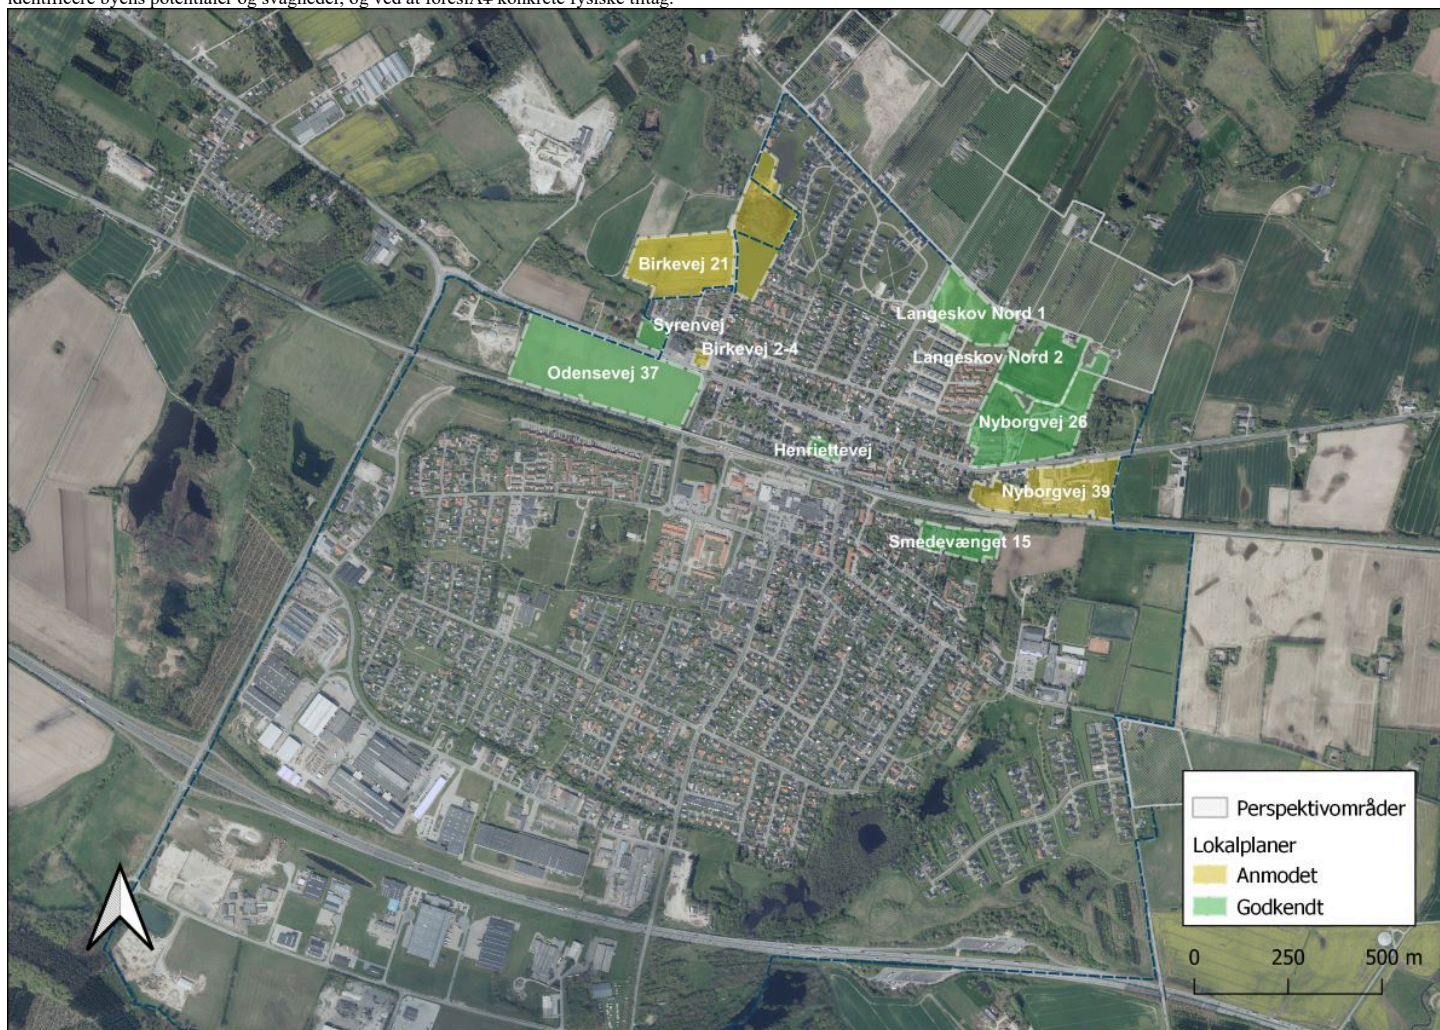 identificere byens potentialer og svagheder, og ved at foreslÃ¥ konkrete fysiske tiltag.
Birkevej 21
Langeskov Nord 1
Syrenvej
Birkevej 2-4
Langeskov Nord 2
Odensevej 37
Nyborgvej 26
Henriettevej
Nyborgvej 39
Smedevænget 15
Perspektivområder
Lokalplaner
Anmodet
Godkendt
0 250 500 m